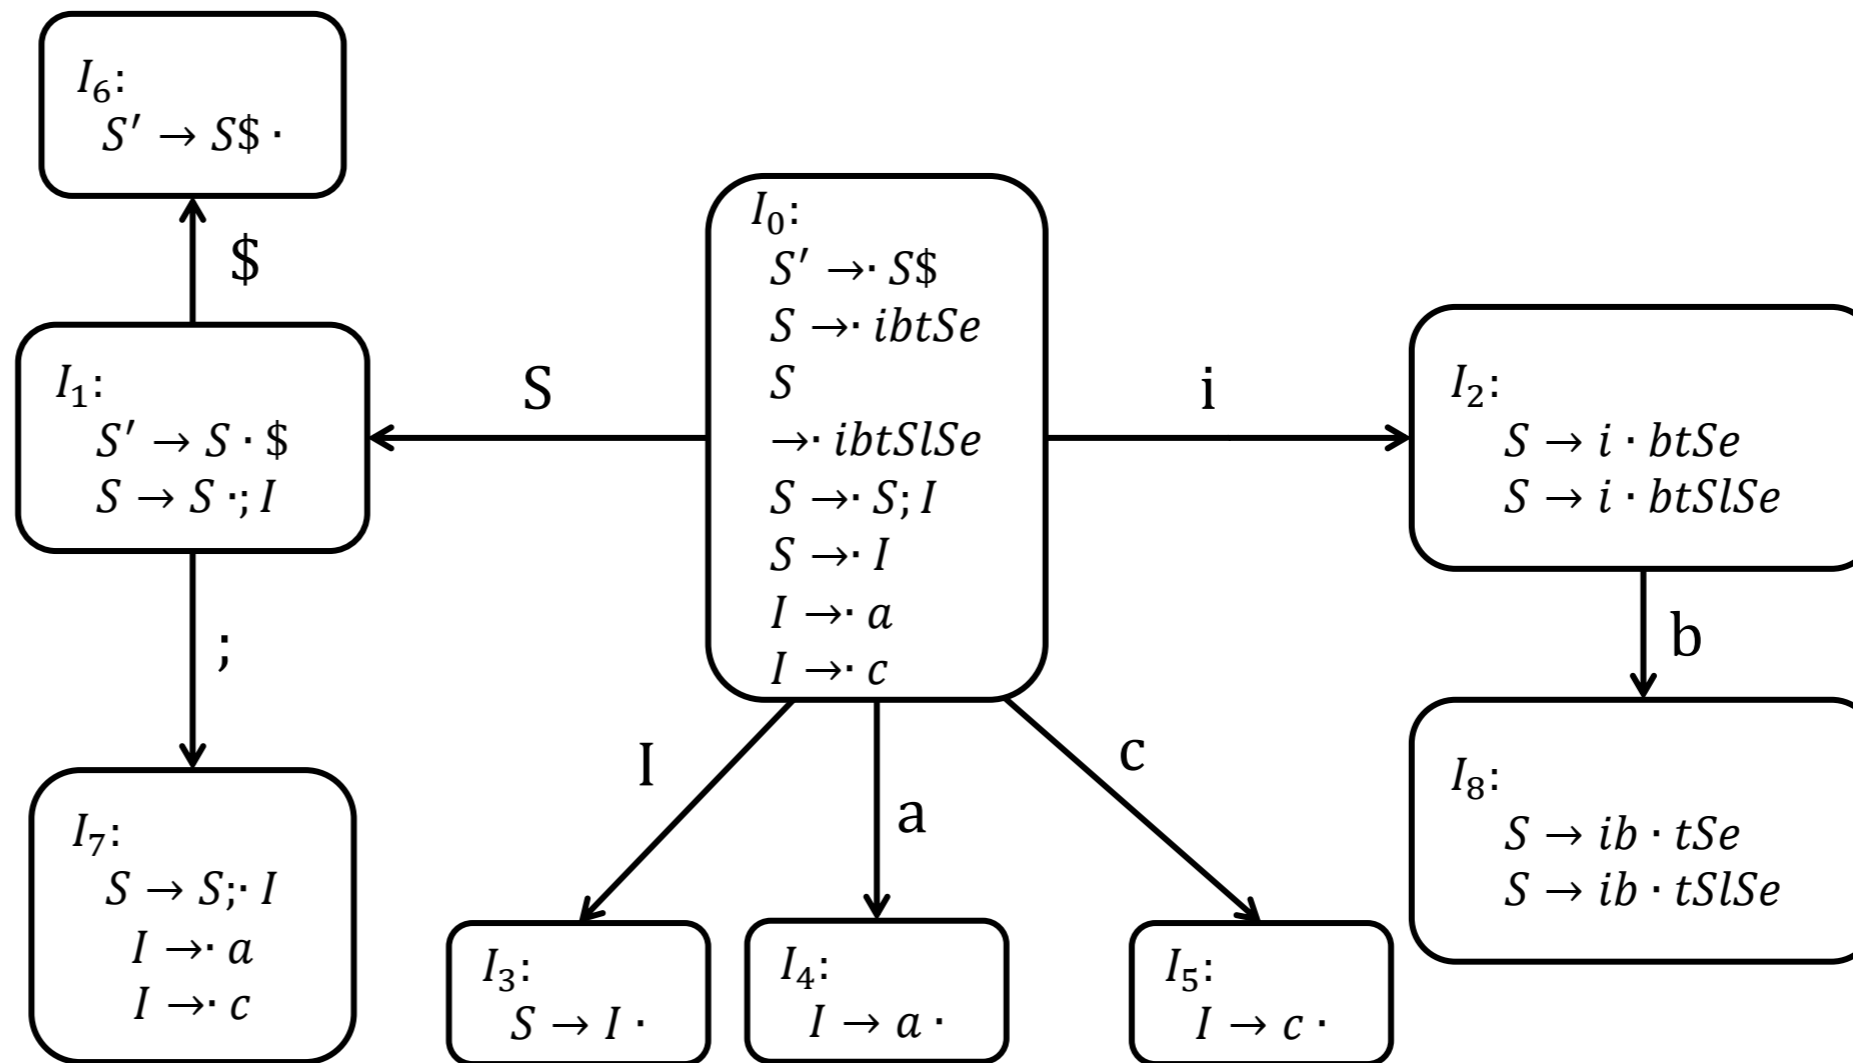 I₆:
S′ → S$ ·
$
I₁:
S′ → S · $
S → S ·; I
;
I₇:
S → S;· I
I →· a
I →· c
S
I₀:
S′ →· S$
S →· ibtSe
S
→· ibtSlSe
S →· S; I
S →· I
I →· a
I →· c
I
a
c
I₃:
S → I ·
I₄:
I → a ·
I₅:
I → c ·
i
I₂:
S → i · btSe
S → i · btSlSe
b
I₈:
S → ib · tSe
S → ib · tSlSe